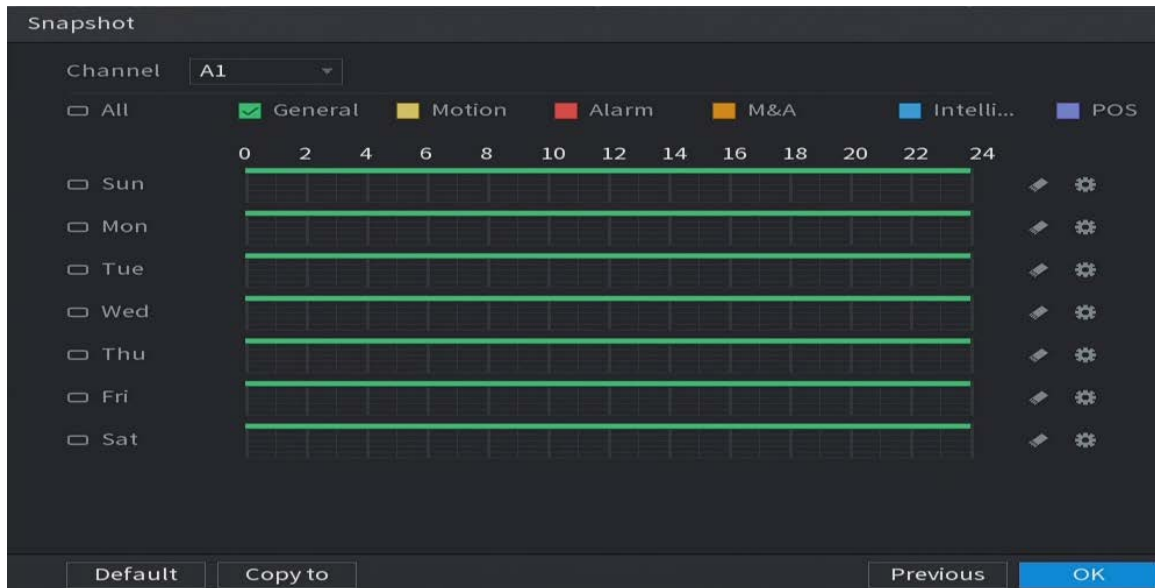 Snapshot
Channel A1
All General Motion Alarm M&A Intelli... POS
0 2 4 6 8 10 12 14 16 18 20 22 24
Sun
Mon
Tue
Wed
Thu
Fri
Sat
Default Copy to Previous OK